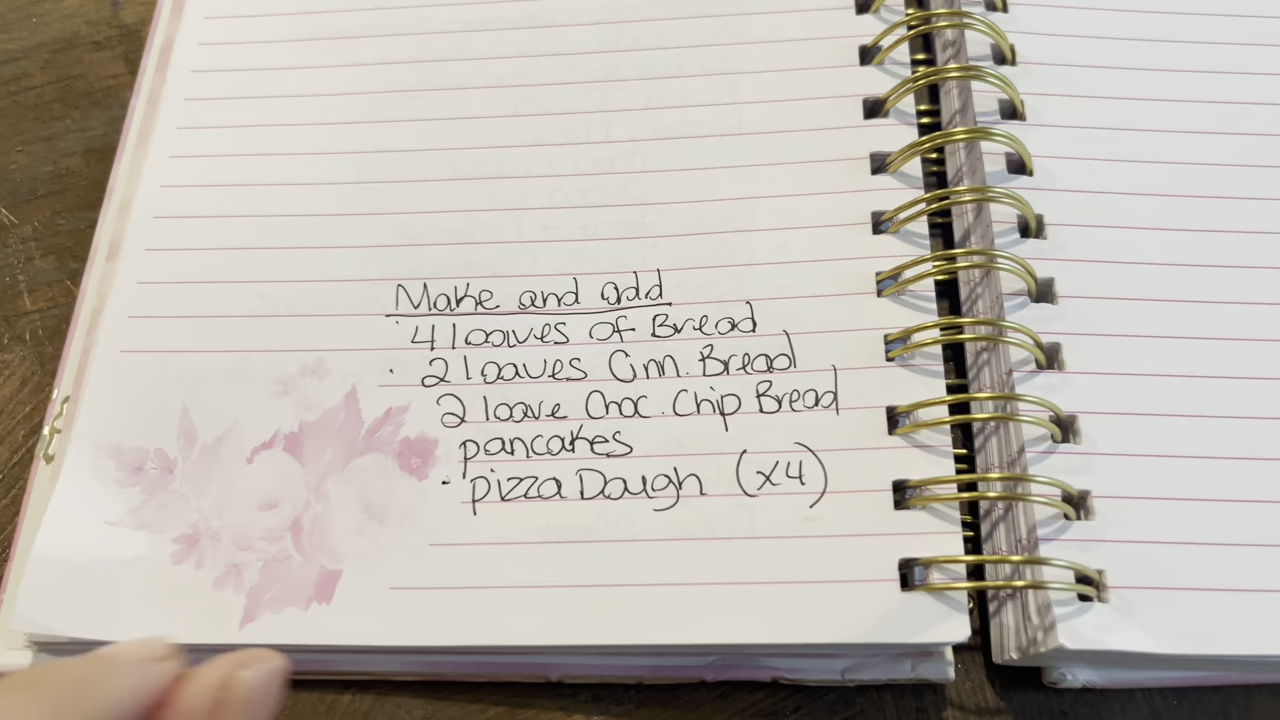 Make and add
· 4 loaves of Bread
· 2 loaves Cinn. Bread
2 loave Choc. Chip Bread
pancakes
· pizza Dough (x4)